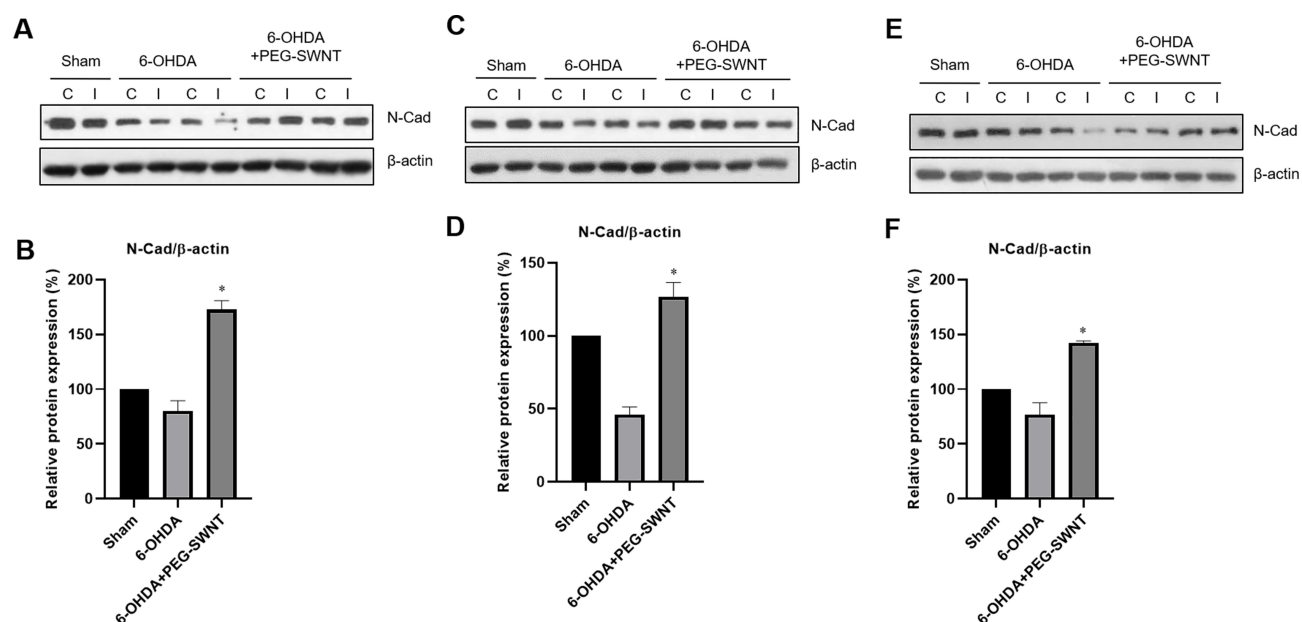 A
Sham
6-OHDA
6-OHDA
+PEG-SWNT
C I C I C I C I C I
N-Cad
β-actin
B
N-Cad/β-actin
Relative protein expression (%)
200
150
100
50
0
*
Sham
6-OHDA
6-OHDA+PEG-SWNT
C
Sham
6-OHDA
6-OHDA
+PEG-SWNT
C I C I C I C I C I
N-Cad
β-actin
D
N-Cad/β-actin
Relative protein expression (%)
150
100
50
0
*
Sham
6-OHDA
6-OHDA+PEG-SWNT
E
Sham
6-OHDA
6-OHDA
+PEG-SWNT
C I C I C I C I C I
N-Cad
β-actin
F
N-Cad/β-actin
Relative protein expression (%)
200
150
100
50
0
*
Sham
6-OHDA
6-OHDA+PEG-SWNT